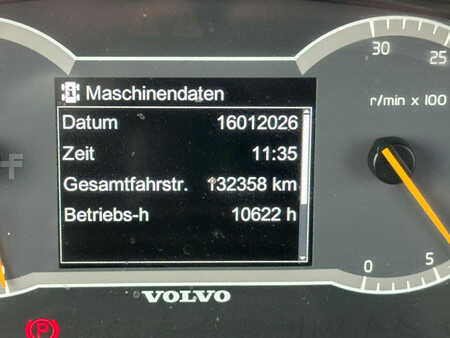 30
25
Maschinendaten
r/min x 100
Datum 16012026
Zeit 11:35
Gesamtfahrstr. 132358 km
Betriebs-h 10622 h
0
5
VOLVO
P